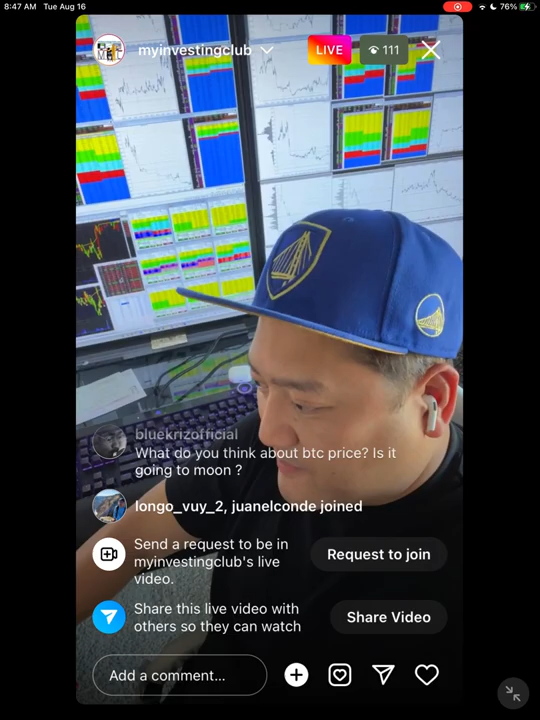 8:47 AM Tue Aug 16
76%
myinvestingclub
LIVE
111
bluekrizofficial
What do you think about btc price? Is it
going to moon ?
longo_vuy_2, juanelconde joined
Send a request to be in
myinvestingclub's live
video.
Request to join
Share this live video with
others so they can watch
Share Video
Add a comment...